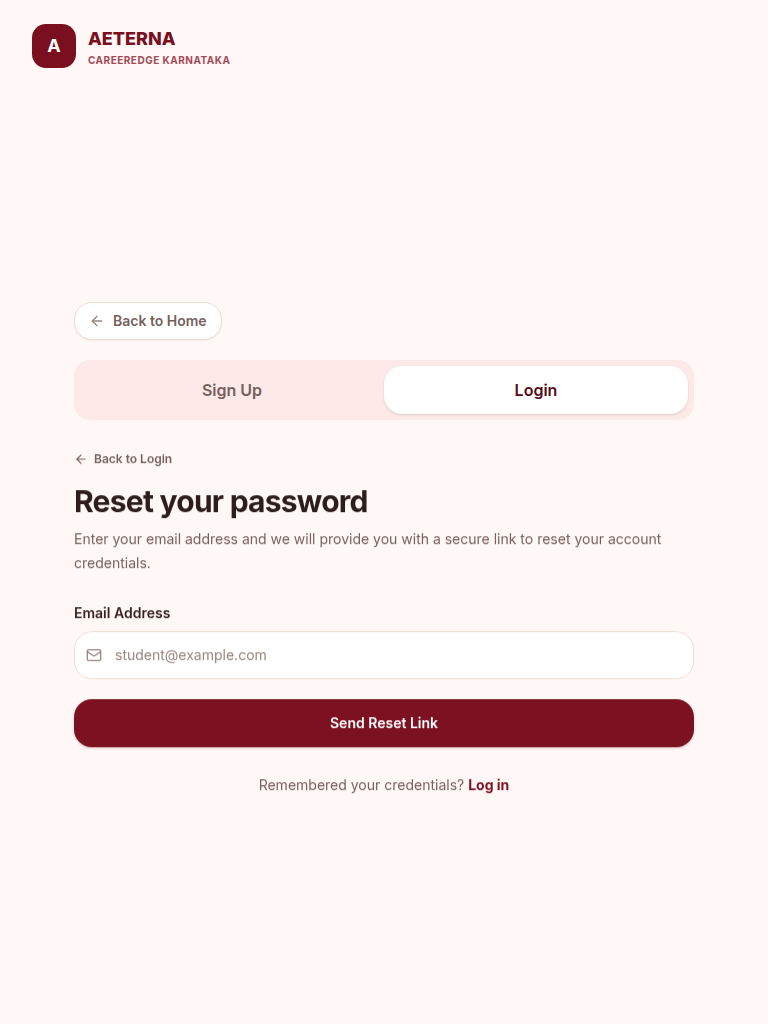 A
AETERNA
CAREEREDGE KARNATAKA
Back to Home
Sign Up
Login
Back to Login
Reset your password
Enter your email address and we will provide you with a secure link to reset your account
credentials.
Email Address
student@example.com
Send Reset Link
Remembered your credentials? Log in